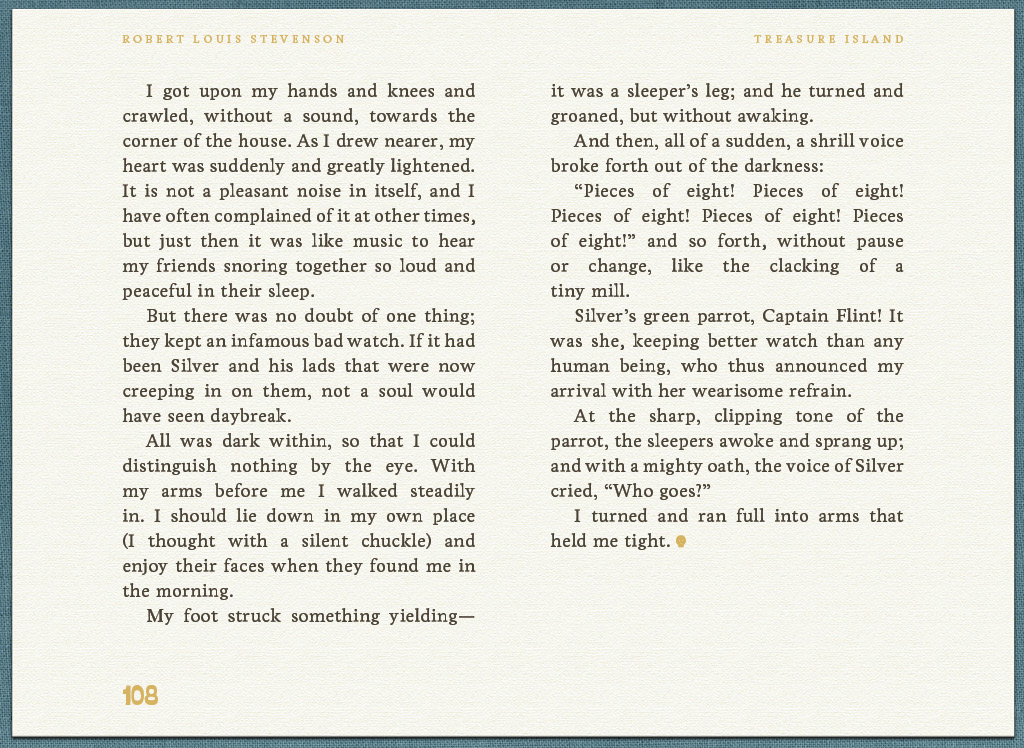 ROBERT LOUIS STEVENSON
TREASURE ISLAND
I got upon my hands and knees and
crawled, without a sound, towards the
corner of the house. As I drew nearer, my
heart was suddenly and greatly lightened.
It is not a pleasant noise in itself, and I
have often complained of it at other times,
but just then it was like music to hear
my friends snoring together so loud and
peaceful in their sleep.
But there was no doubt of one thing;
they kept an infamous bad watch. If it had
been Silver and his lads that were now
creeping in on them, not a soul would
have seen daybreak.
All was dark within, so that I could
distinguish nothing by the eye. With
my arms before me I walked steadily
in. I should lie down in my own place
(I thought with a silent chuckle) and
enjoy their faces when they found me in
the morning.
My foot struck something yielding—
it was a sleeper’s leg; and he turned and
groaned, but without awaking.
And then, all of a sudden, a shrill voice
broke forth out of the darkness:
“Pieces of eight! Pieces of eight!
Pieces of eight! Pieces of eight! Pieces
of eight!” and so forth, without pause
or change, like the clacking of a
tiny mill.
Silver’s green parrot, Captain Flint! It
was she, keeping better watch than any
human being, who thus announced my
arrival with her wearisome refrain.
At the sharp, clipping tone of the
parrot, the sleepers awoke and sprang up;
and with a mighty oath, the voice of Silver
cried, “Who goes?”
I turned and ran full into arms that
held me tight.
108